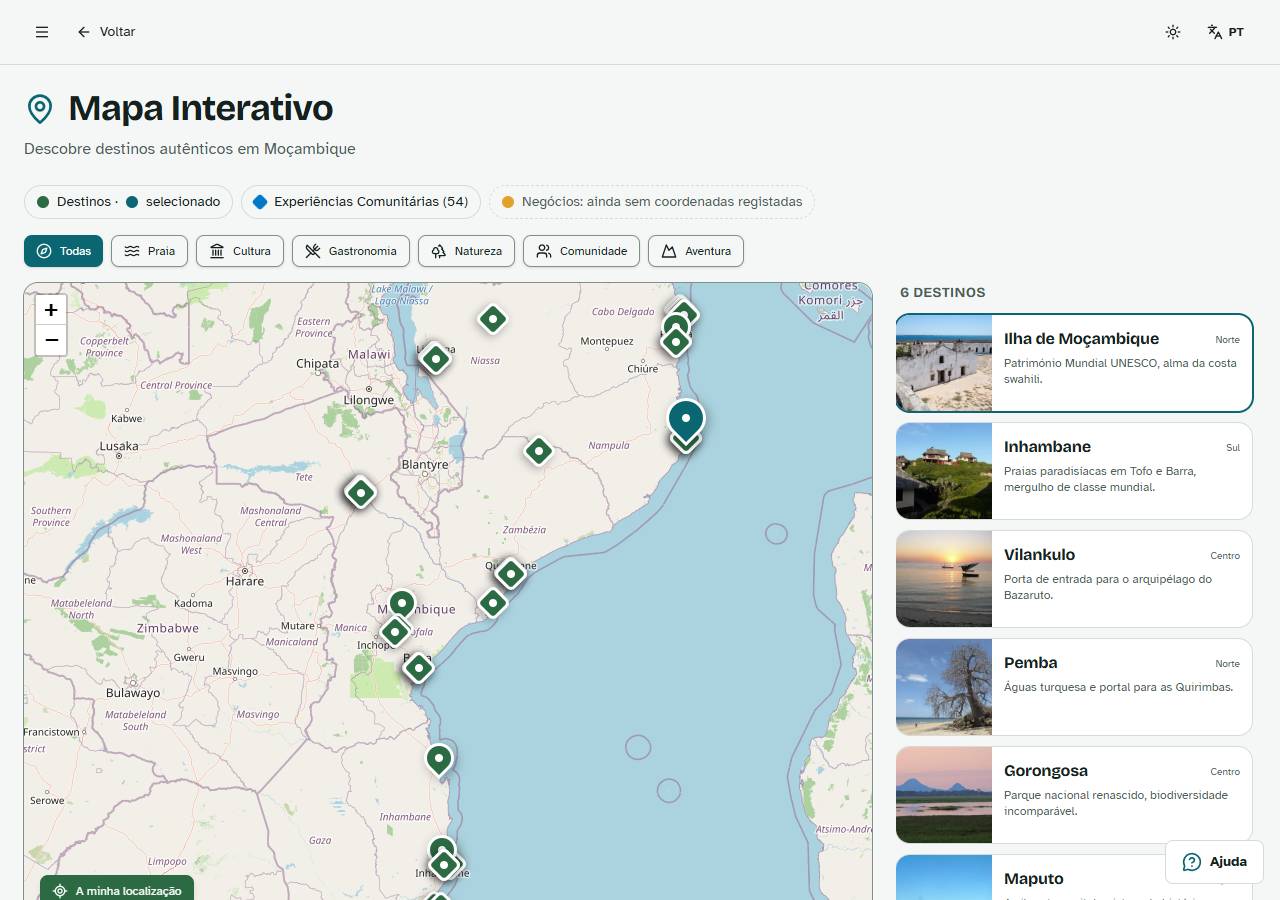 Voltar
PT
Mapa Interativo
Descobre destinos autênticos em Moçambique
Destinos · selecionado
Experiências Comunitárias (54)
Negócios: ainda sem coordenadas registadas
Todas
Praia
Cultura
Gastronomia
Natureza
Comunidade
Aventura
+
−
Lake Malawi /
Lago Niassa
Comores
Komori جزر
القمر
Cabo Delgado
Eastern
Province
Copperbelt
Province
Montepez
Malawi
Niassa
Chipata
Chiúre
Central Province
Lilongwe
Kabwe
Lusaka
Nampula
Blantyre
Tete
Southern
Province
Mashonaland
Central
Zambézia
Mashonaland
West
Harare
Matabeleland
North
Kadoma
Zimbabwe
Mutare
Manica
Manicaland
Gweru
Masvingo
Bulawayo
Matabeleland
South
Masvingo
Francistown
Serowe
Inhambane
Gaza
Limpopo
Atsimo-Andre
A minha localização
6 DESTINOS
Ilha de Moçambique
Norte
Património Mundial UNESCO, alma da costa
swahili.
Inhambane
Sul
Praias paradisíacas em Tofo e Barra,
mergulho de classe mundial.
Vilankulo
Centro
Porta de entrada para o arquipélago do
Bazaruto.
Pemba
Norte
Águas turquesa e portal para as Quirimbas.
Gorongosa
Centro
Parque nacional renascido, biodiversidade
incomparável.
Maputo
Ajuda